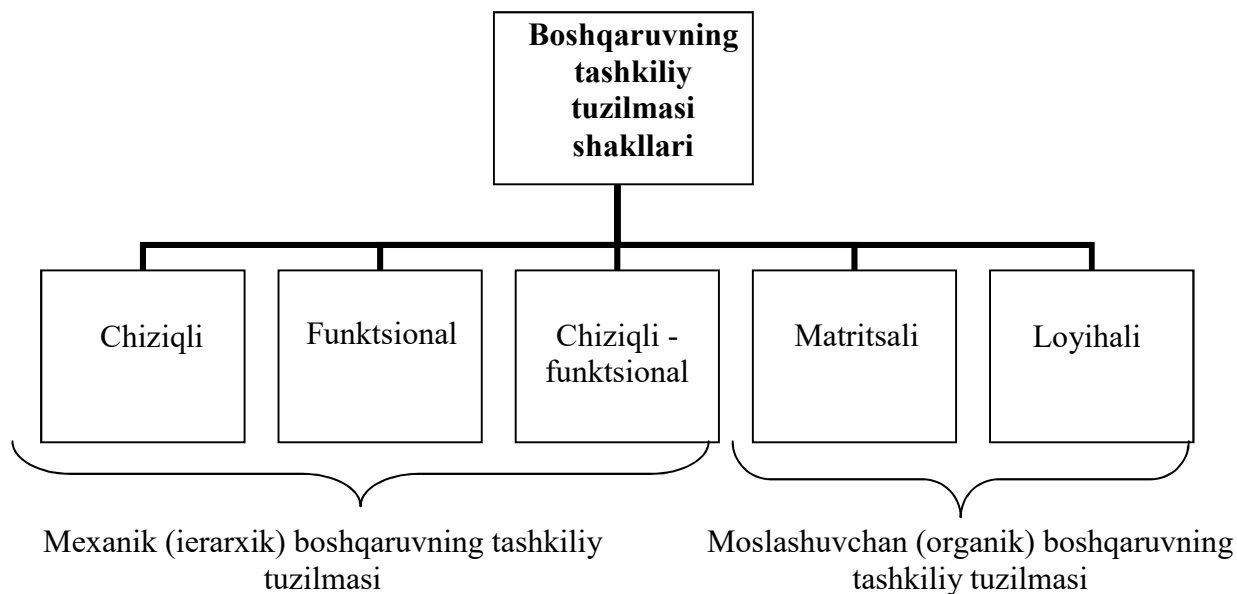 Boshqaruvning
tashkiliy
tuzilmasi
shakllari
Chiziqli
Funktsional
Chiziqli -
funktsional
Matritsali
Loyihali
Mexanik (ierarxik) boshqaruvning tashkiliy
tuzilmasi
Moslashuvchan (organik) boshqaruvning
tashkiliy tuzilmasi